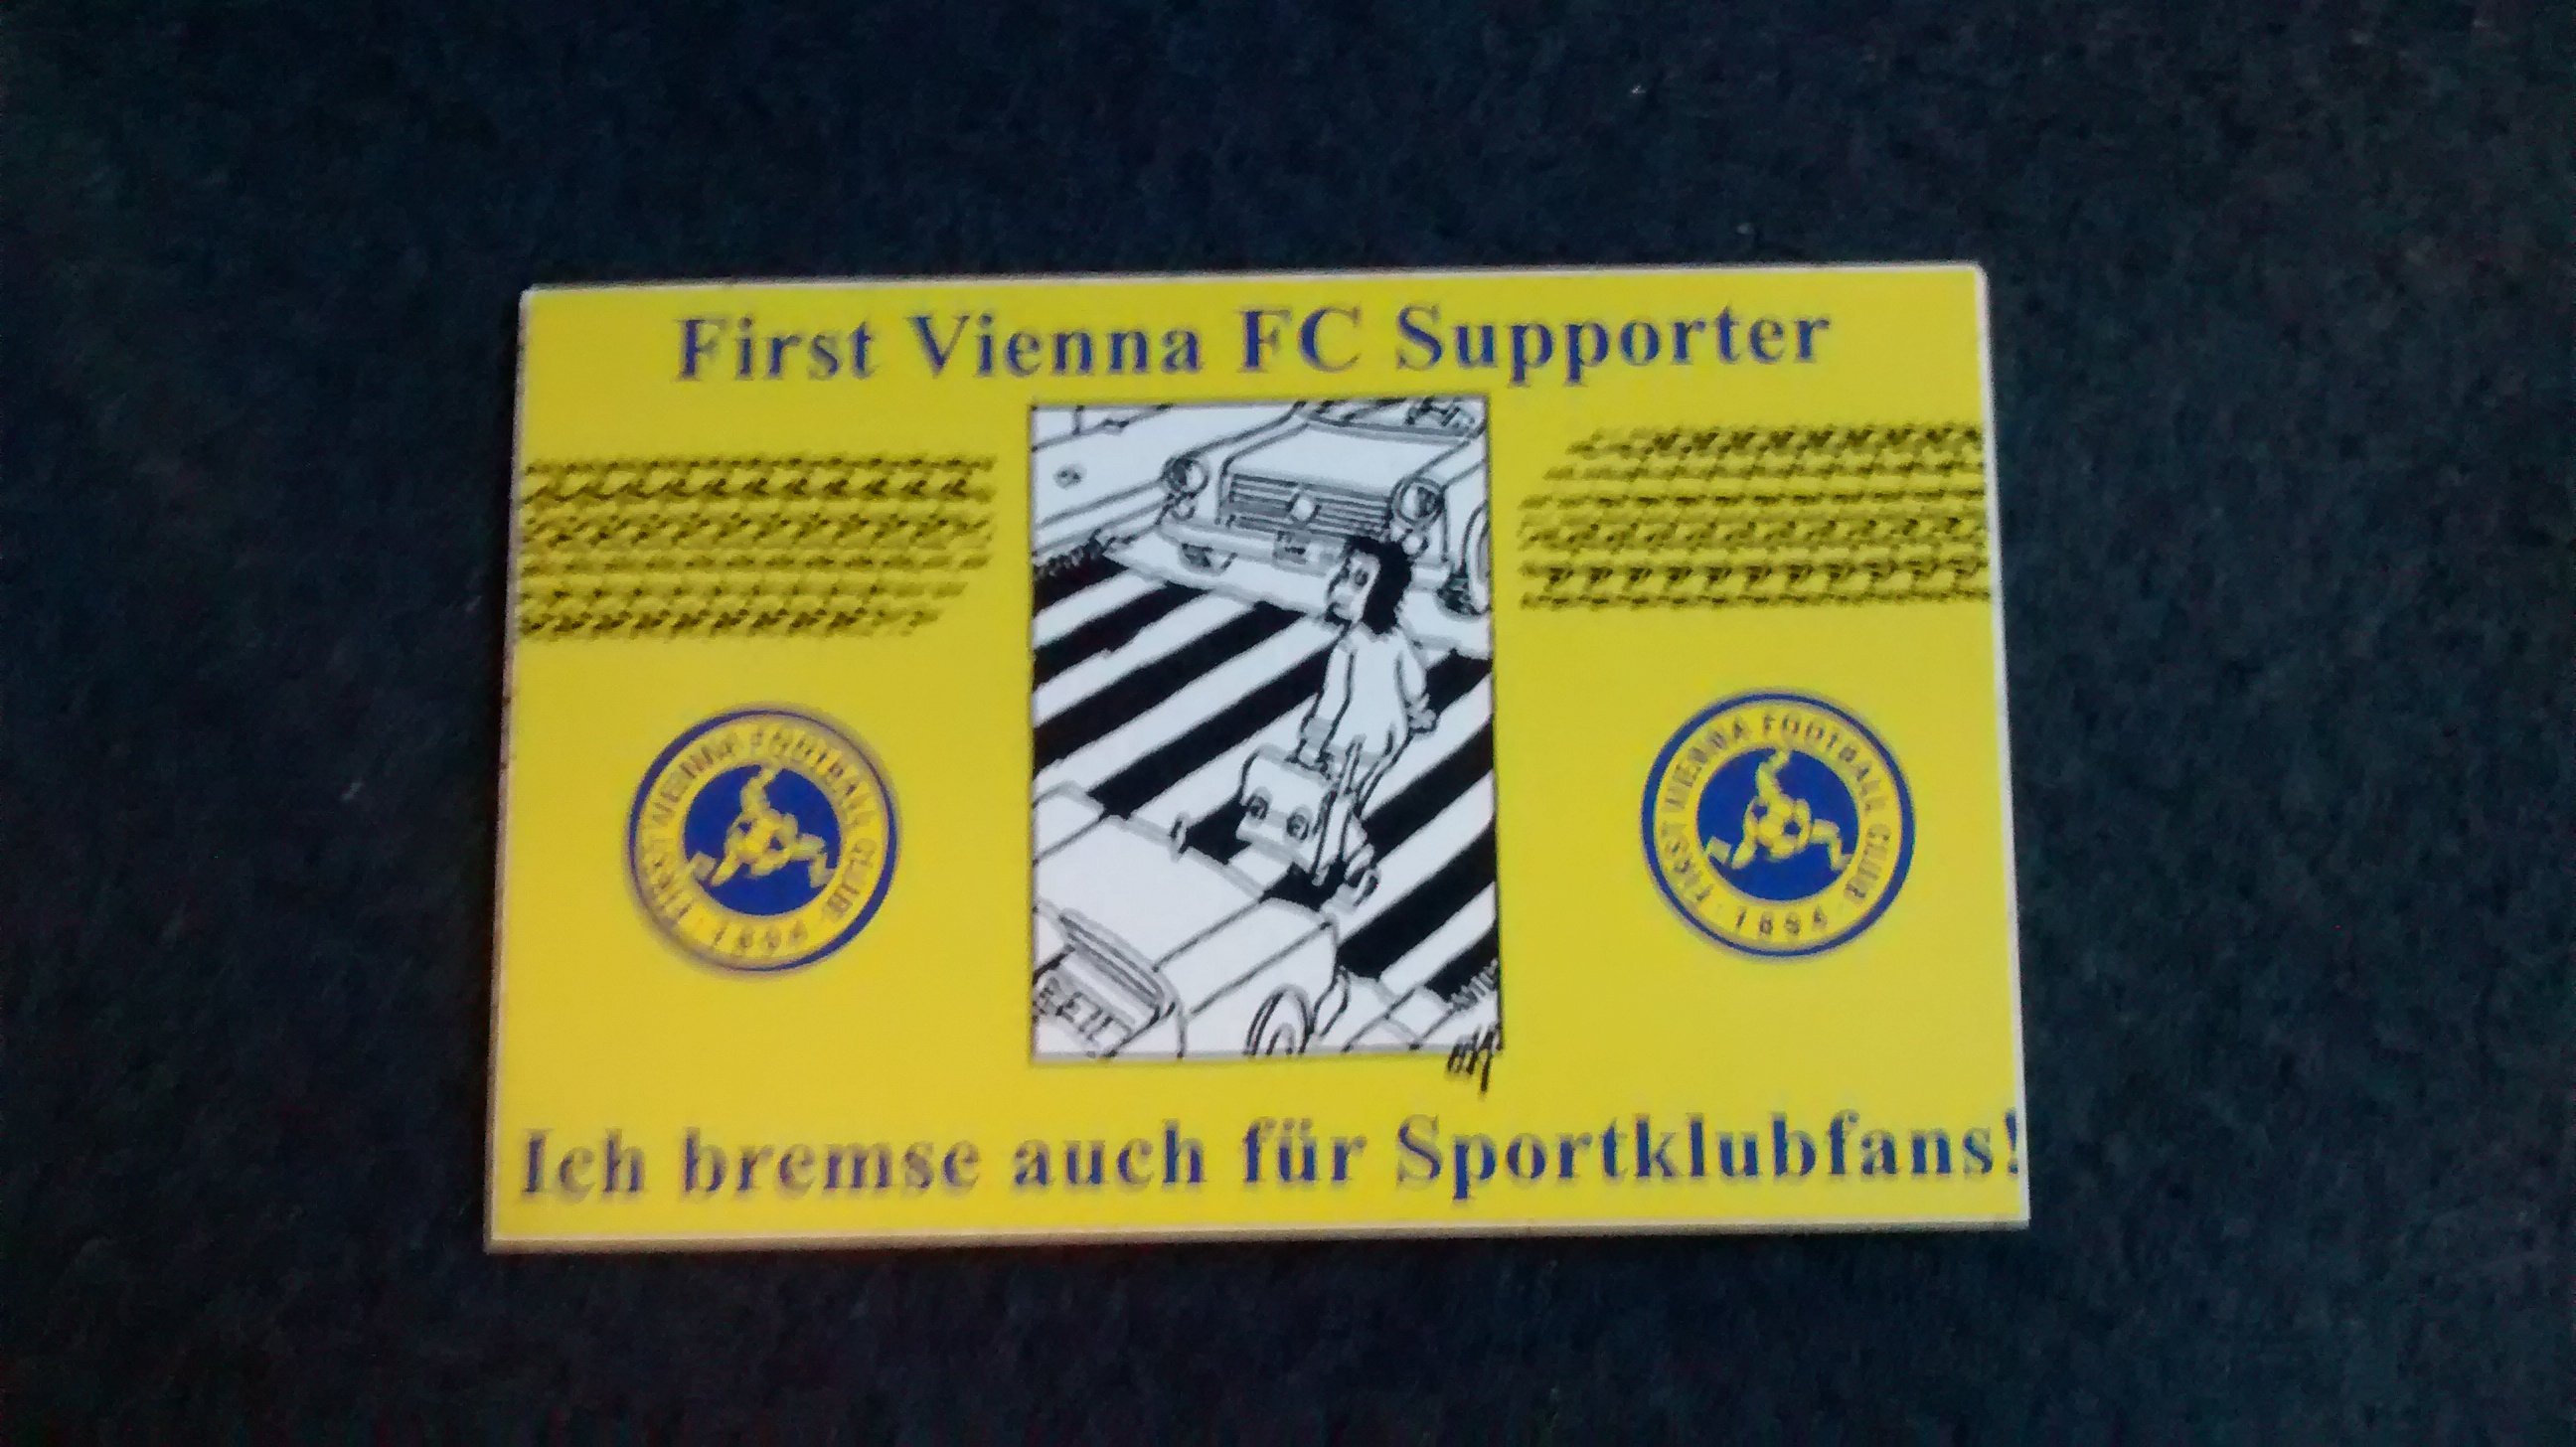 First Vienna FC Supporter
FIRST VIENNA FOOTBALL CLUB
1894
FIRST VIENNA FOOTBALL CLUB
1894
Ich bremse auch für Sportklubfans!